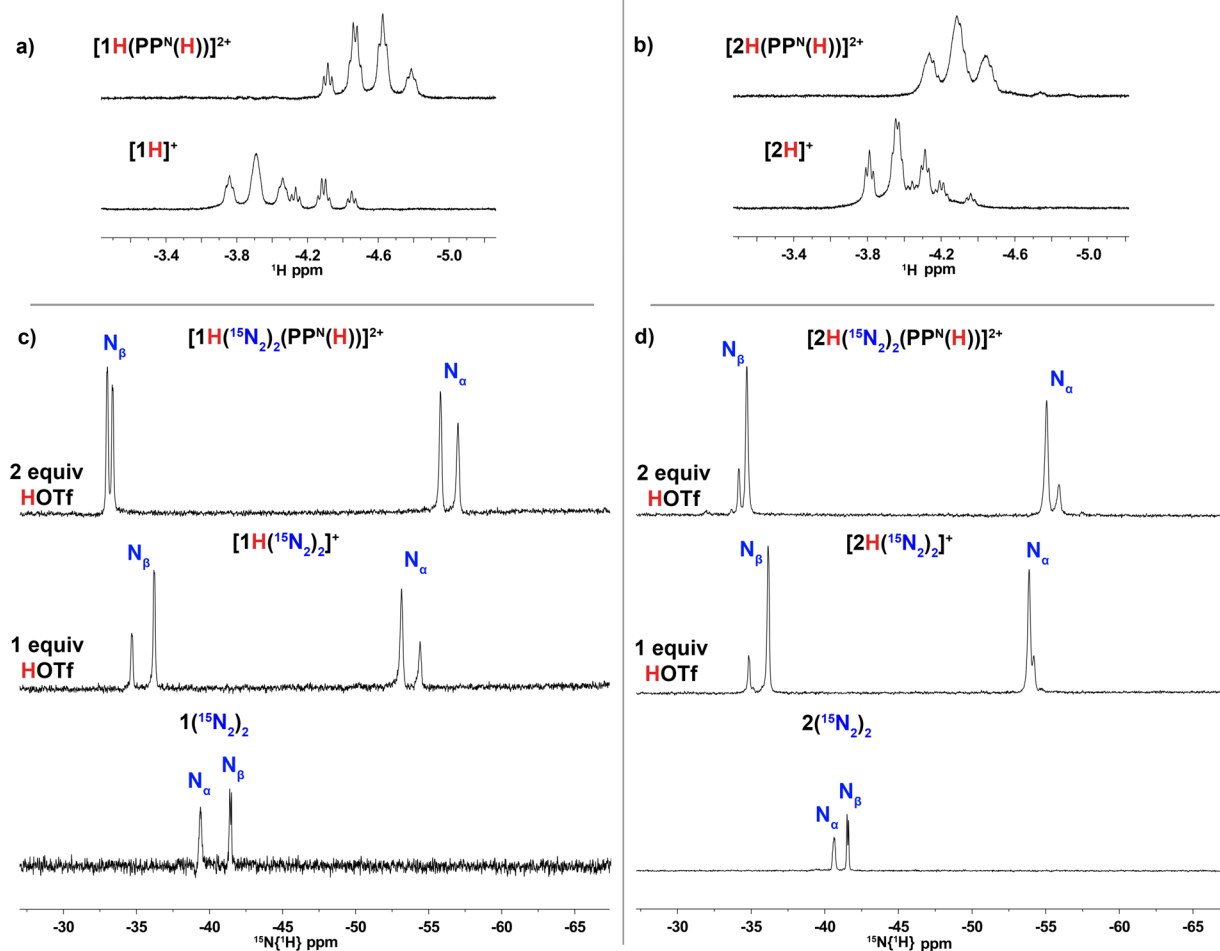 a)
[1H(PPᴺ(H))]²⁺
[1H]⁺
-3.4 -3.8 -4.2 -4.6 -5.0
¹H ppm
b)
[2H(PPᴺ(H))]²⁺
[2H]⁺
-3.4 -3.8 -4.2 -4.6 -5.0
¹H ppm
c)
[1H(¹⁵N₂)₂(PPᴺ(H))]²⁺
Nβ
Nα
2 equiv
HOTf
[1H(¹⁵N₂)₂]⁺
Nβ
Nα
1 equiv
HOTf
1(¹⁵N₂)₂
Nα
Nβ
-30 -35 -40 -45 -50 -55 -60 -65
¹⁵N{¹H} ppm
d)
[2H(¹⁵N₂)₂(PPᴺ(H))]²⁺
Nβ
Nα
2 equiv
HOTf
[2H(¹⁵N₂)₂]⁺
Nβ
Nα
1 equiv
HOTf
2(¹⁵N₂)₂
Nα
Nβ
-30 -35 -40 -45 -50 -55 -60 -65
¹⁵N{¹H} ppm